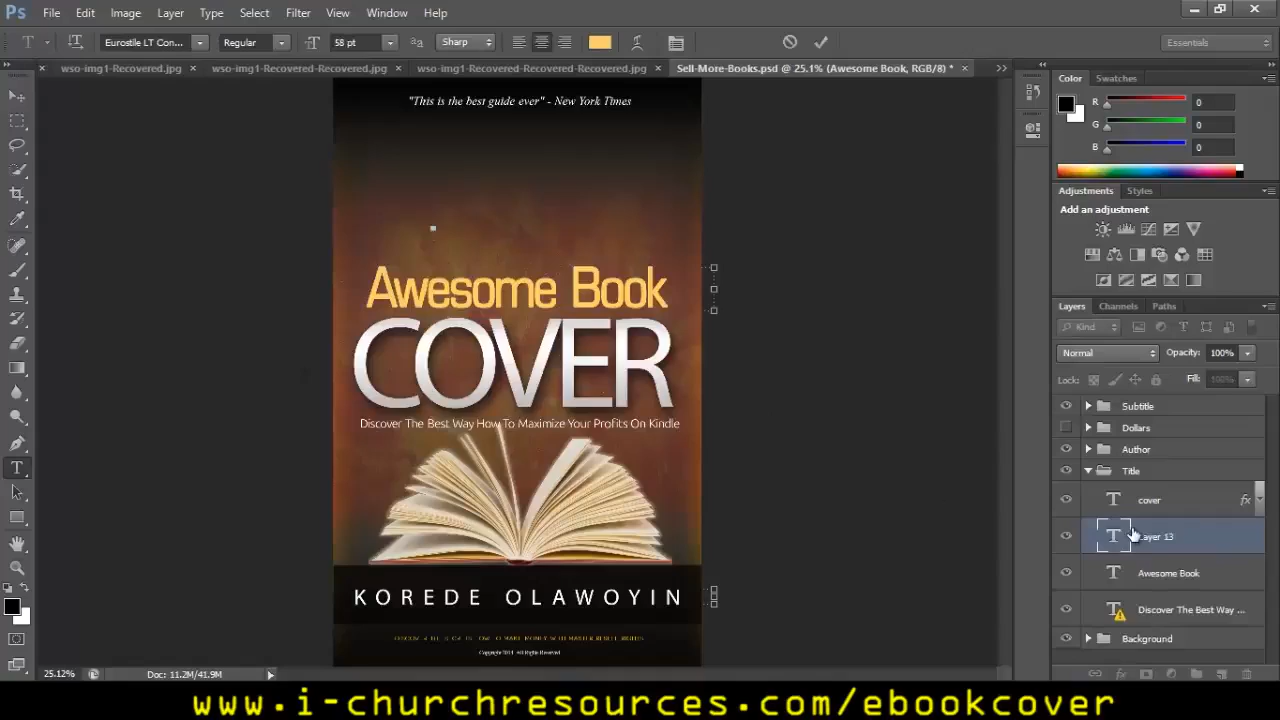 Ps File Edit Image Layer Type Select Filter View Window Help
T Eurostile LT Con... Regular 58 pt Sharp Essentials
wso-img1-Recovered.jpg × wso-img1-Recovered-Recovered.jpg × wso-img1-Recovered-Recovered-Recovered.jpg × Sell-More-Books.psd @ 25.1% (Awesome Book, RGB/8) * ×
Color Swatches
R 0
G 0
B 0
Adjustments Styles
Add an adjustment
Layers Channels Paths
Kind
Normal Opacity: 100%
Lock: Fill: 100%
Subtitle
Dollars
Author
Title
T cover fx
T Layer 13
T Awesome Book
T Discover The Best Way ...
Background
"This is the best guide ever" - New York Times
Awesome Book
COVER
Discover The Best Way How To Maximize Your Profits On Kindle
KOREDE OLAWOYIN
25.12% Doc: 11.2M/41.9M
www.i-churchresources.com/ebookcover